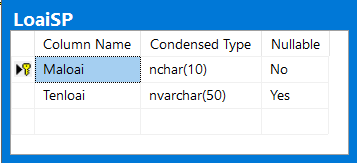 LoaiSP
Column Name Condensed Type Nullable
Maloai nchar(10) No
Tenloai nvarchar(50) Yes